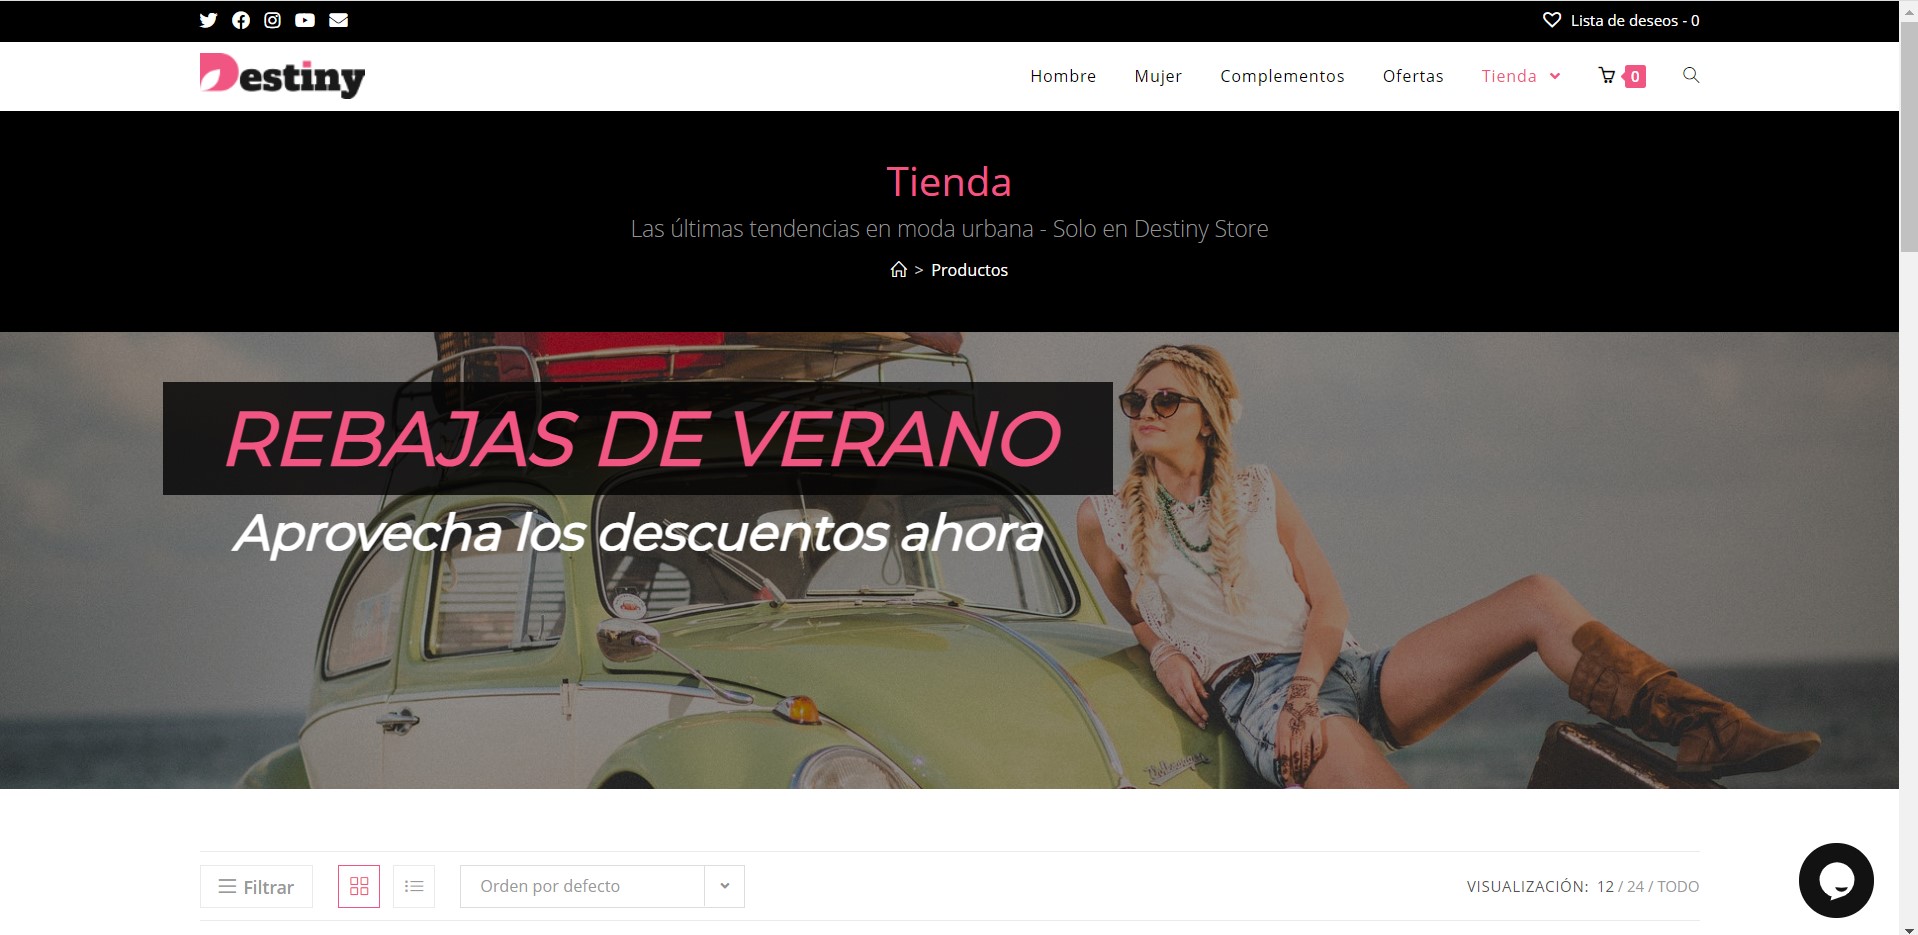 Lista de deseos - 0
Destiny
Hombre Mujer Complementos Ofertas Tienda 0
Tienda
Las últimas tendencias en moda urbana - Solo en Destiny Store
> Productos
REBAJAS DE VERANO
Aprovecha los descuentos ahora
Volkswagen
Filtrar
Orden por defecto
VISUALIZACIÓN: 12 / 24 / TODO